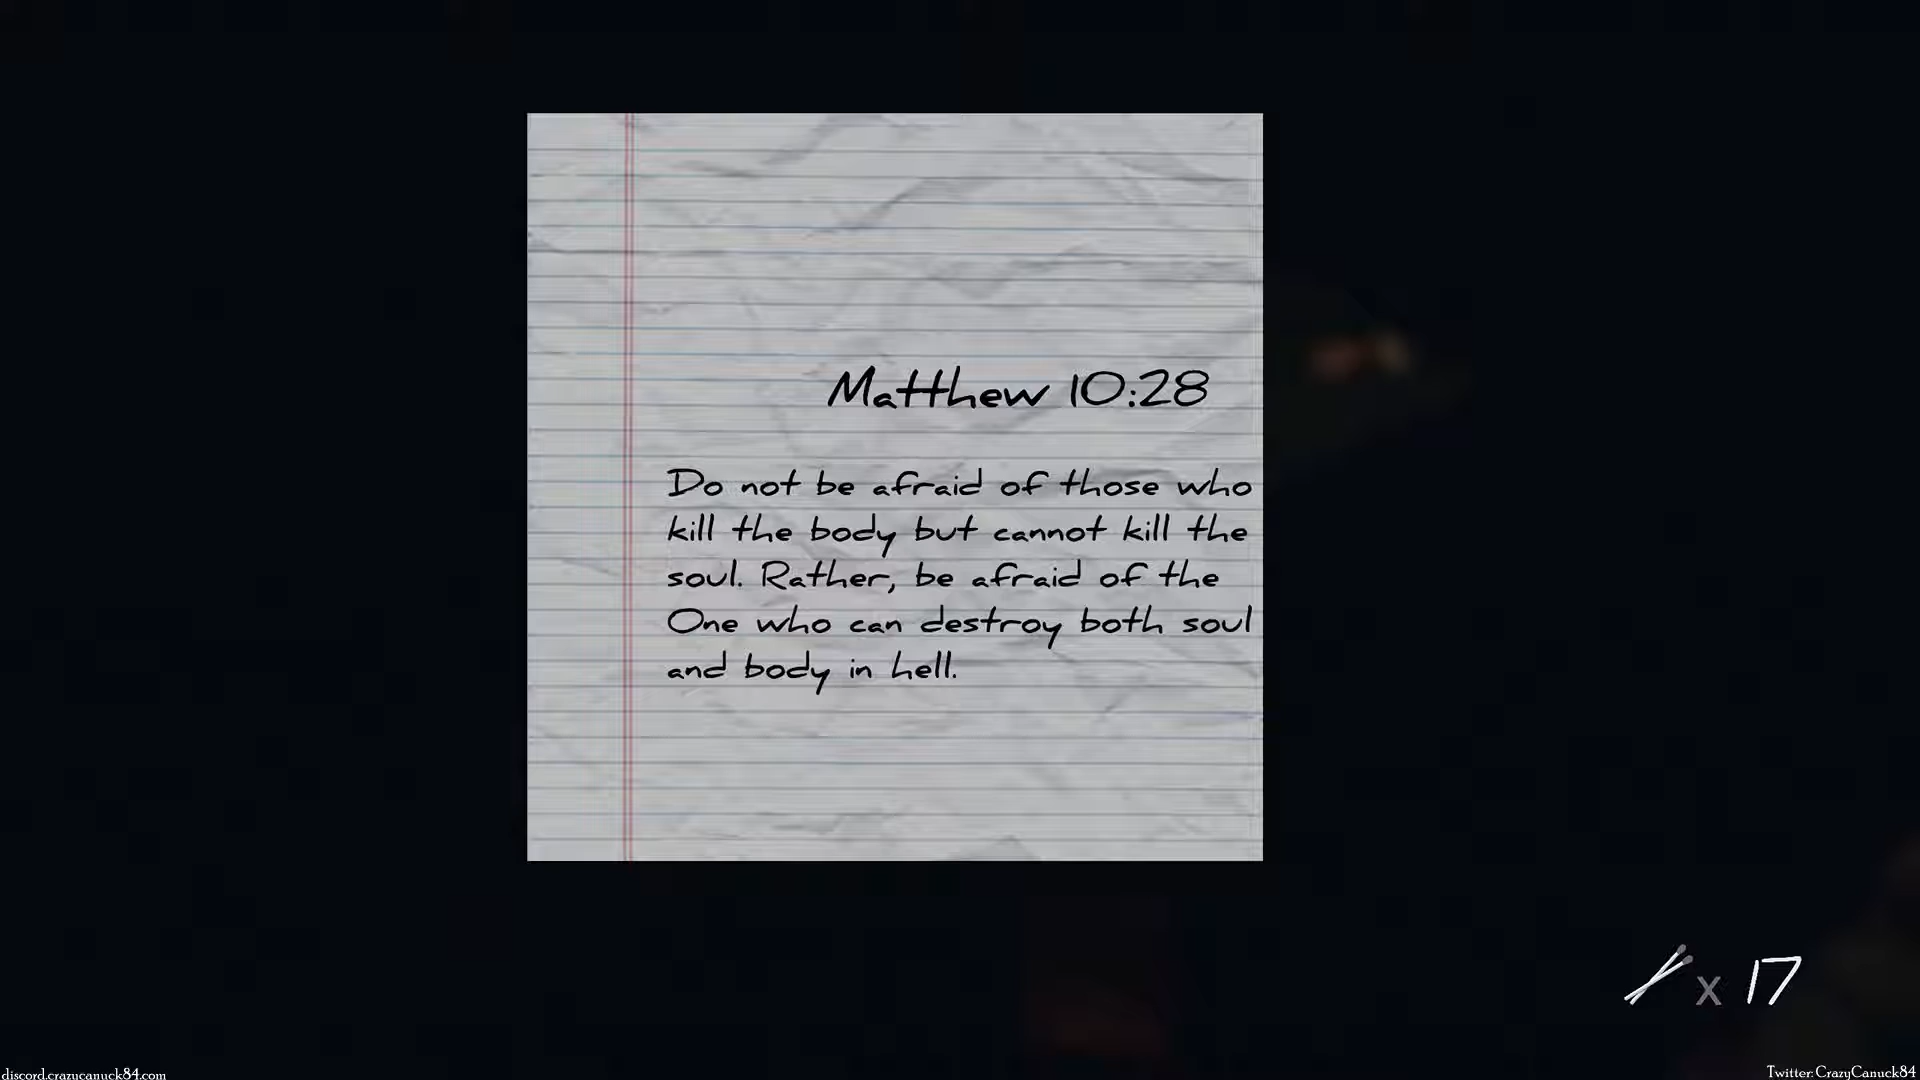 Matthew 10:28
Do not be afraid of those who
kill the body but cannot kill the
soul. Rather, be afraid of the
One who can destroy both soul
and body in hell.
x 17
discord.crazycanuck84.com
Twitter: CrazyCanuck84